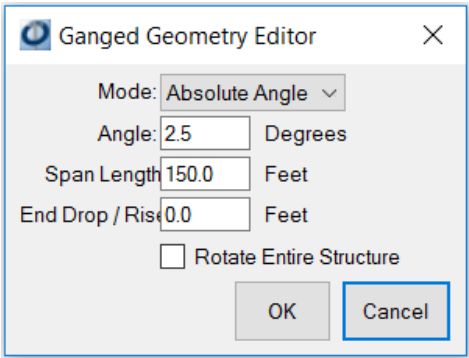 Ganged Geometry Editor
Mode: Absolute Angle
Angle: 2.5 Degrees
Span Length 150.0 Feet
End Drop / Rise 0.0 Feet
Rotate Entire Structure
OK Cancel